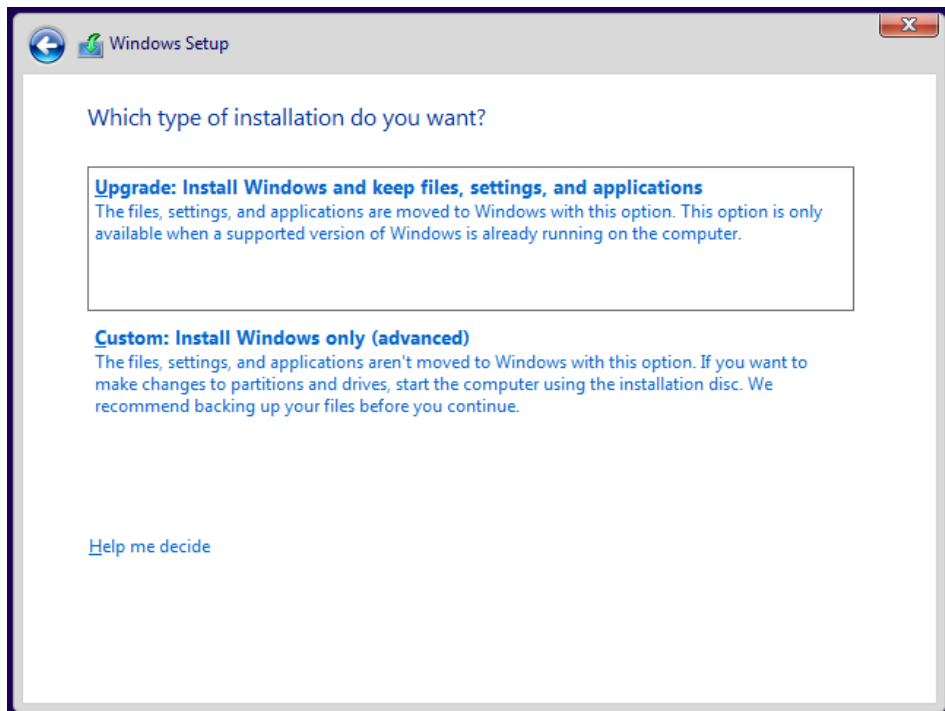 Windows Setup
Which type of installation do you want?
Upgrade: Install Windows and keep files, settings, and applications
The files, settings, and applications are moved to Windows with this option. This option is only
available when a supported version of Windows is already running on the computer.
Custom: Install Windows only (advanced)
The files, settings, and applications aren't moved to Windows with this option. If you want to
make changes to partitions and drives, start the computer using the installation disc. We
recommend backing up your files before you continue.
Help me decide